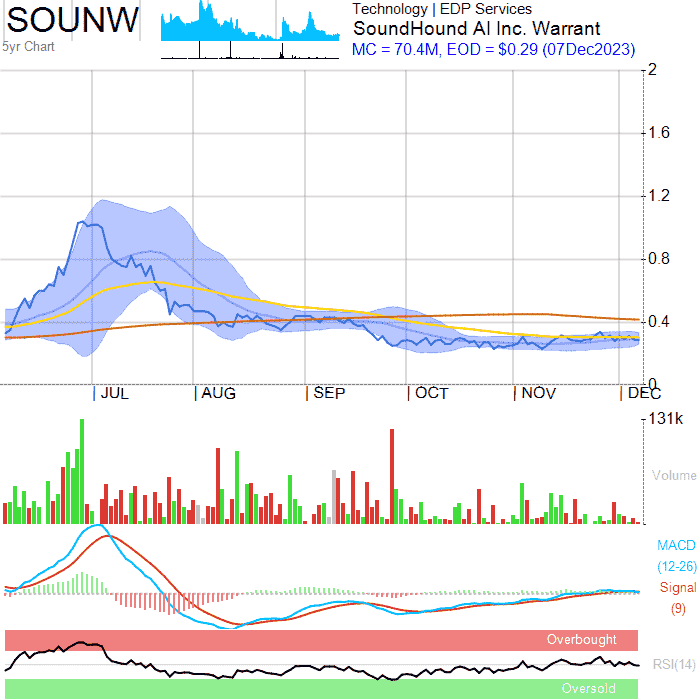 SOUNW
5yr Chart
Technology | EDP Services
SoundHound AI Inc. Warrant
MC = 70.4M, EOD = $0.29 (07Dec2023)
2
1.6
1.2
0.8
0.4
0
JUL
AUG
SEP
OCT
NOV
DEC
131k
Volume
MACD
(12-26)
Signal
(9)
Overbought
RSI(14)
Oversold